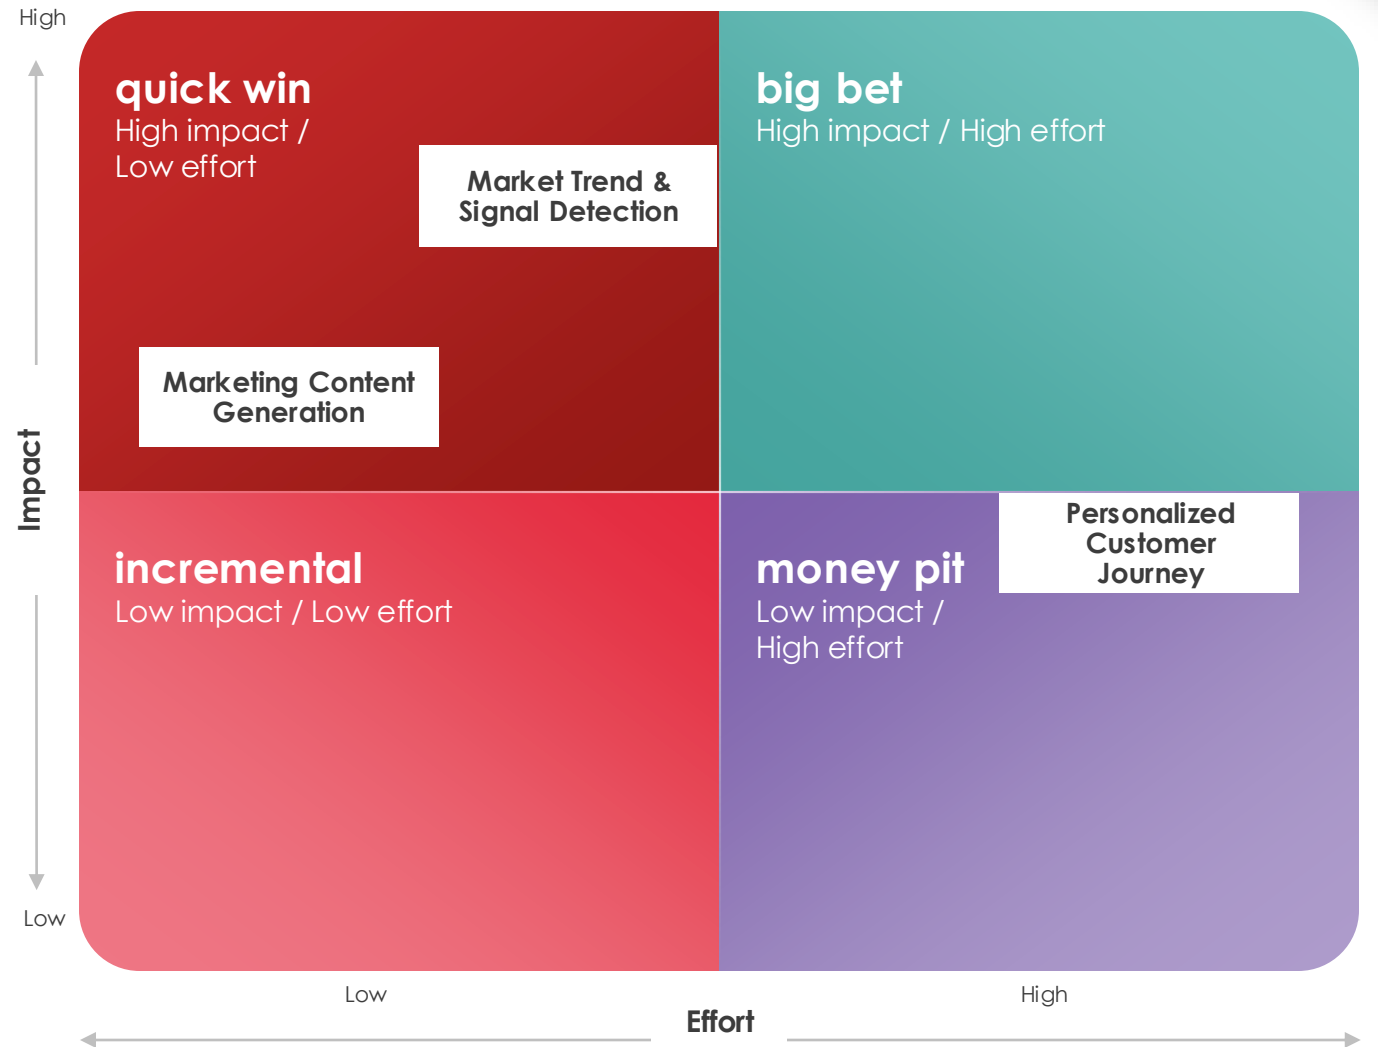 High
quick win
High impact /
Low effort
big bet
High impact / High effort
Market Trend &
Signal Detection
Marketing Content
Generation
Impact
incremental
Low impact / Low effort
money pit
Low impact /
High effort
Personalized
Customer
Journey
Low
Low
High
Effort